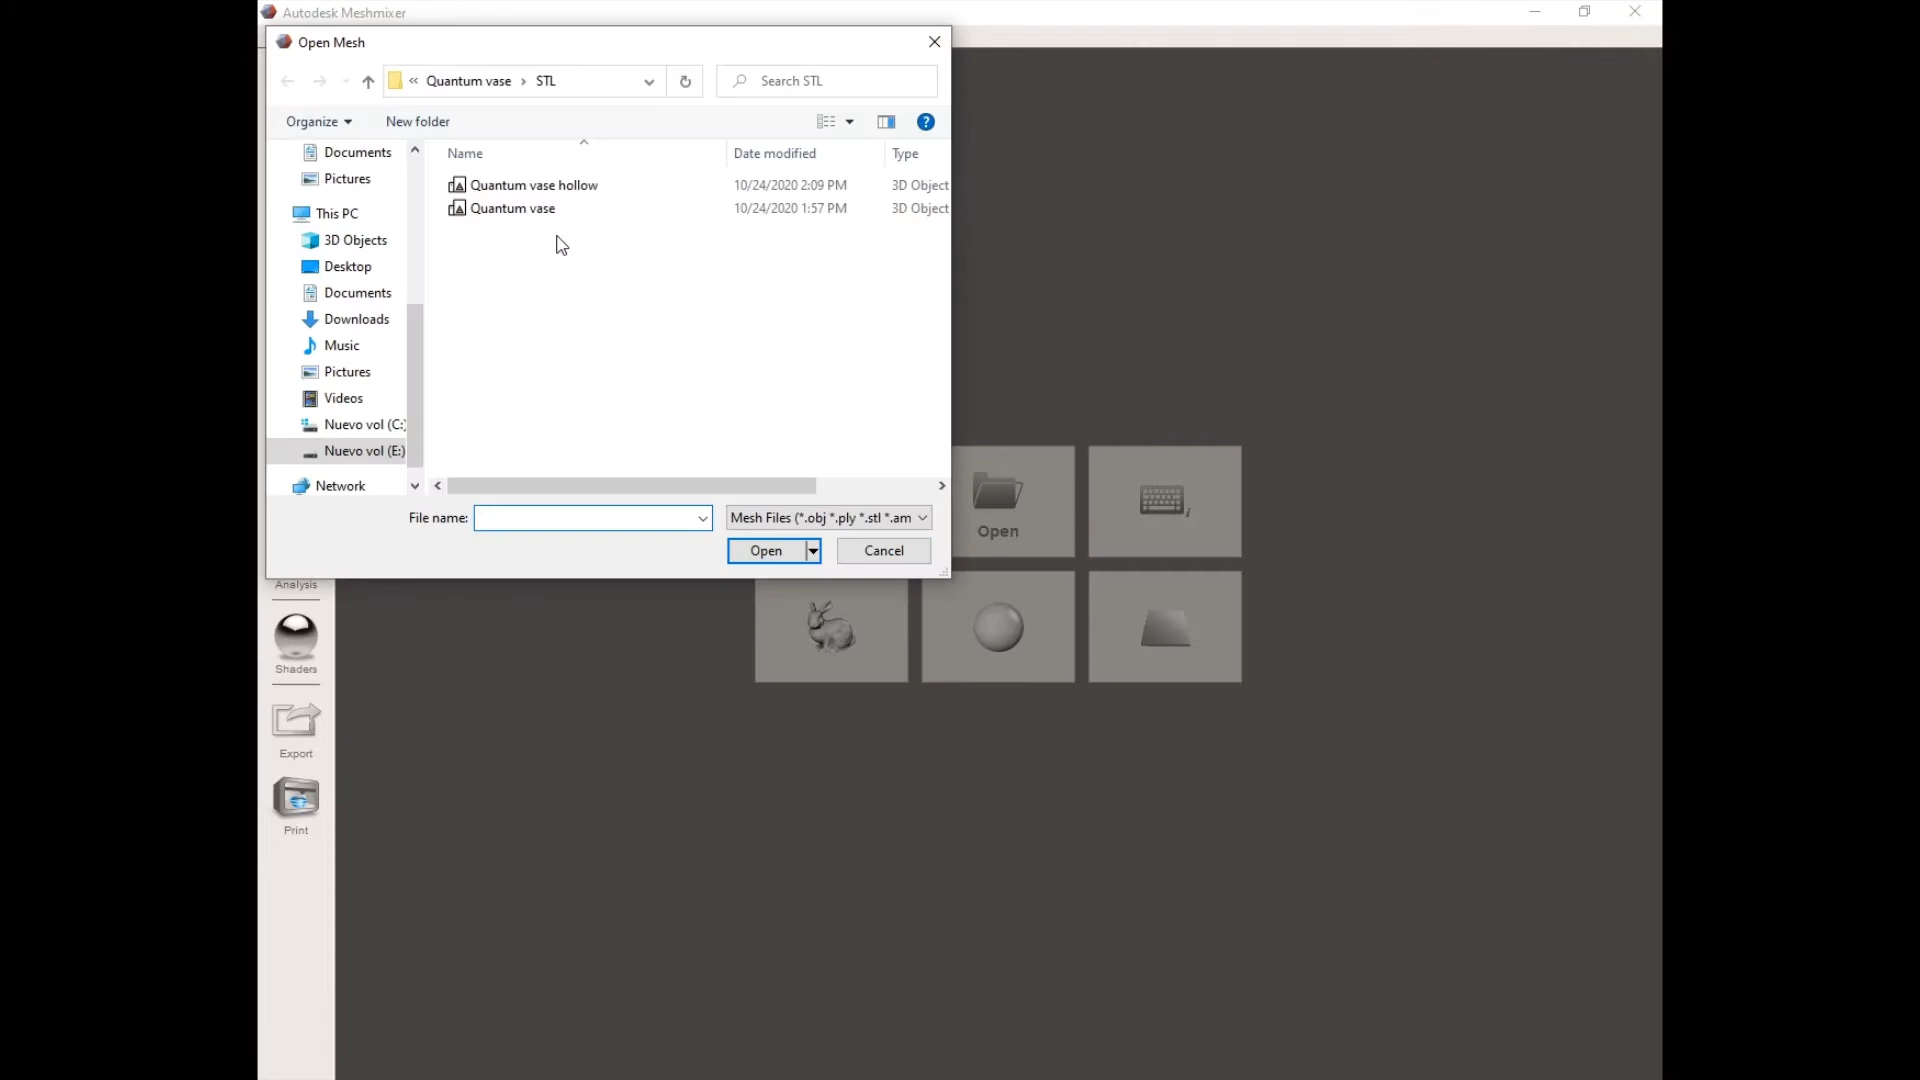 Autodesk Meshmixer
Open Mesh
« Quantum vase › STL
Search STL
Organize
New folder
?
Name
Date modified
Type
Documents
Pictures
This PC
3D Objects
Desktop
Documents
Downloads
Music
Pictures
Videos
Nuevo vol (C:)
Nuevo vol (E:)
Network
Quantum vase hollow
10/24/2020 2:09 PM
3D Object
Quantum vase
10/24/2020 1:57 PM
3D Object
File name:
Mesh Files (*.obj *.ply *.stl *.am
Open
Cancel
Open
i
Analysis
Shaders
Export
Print